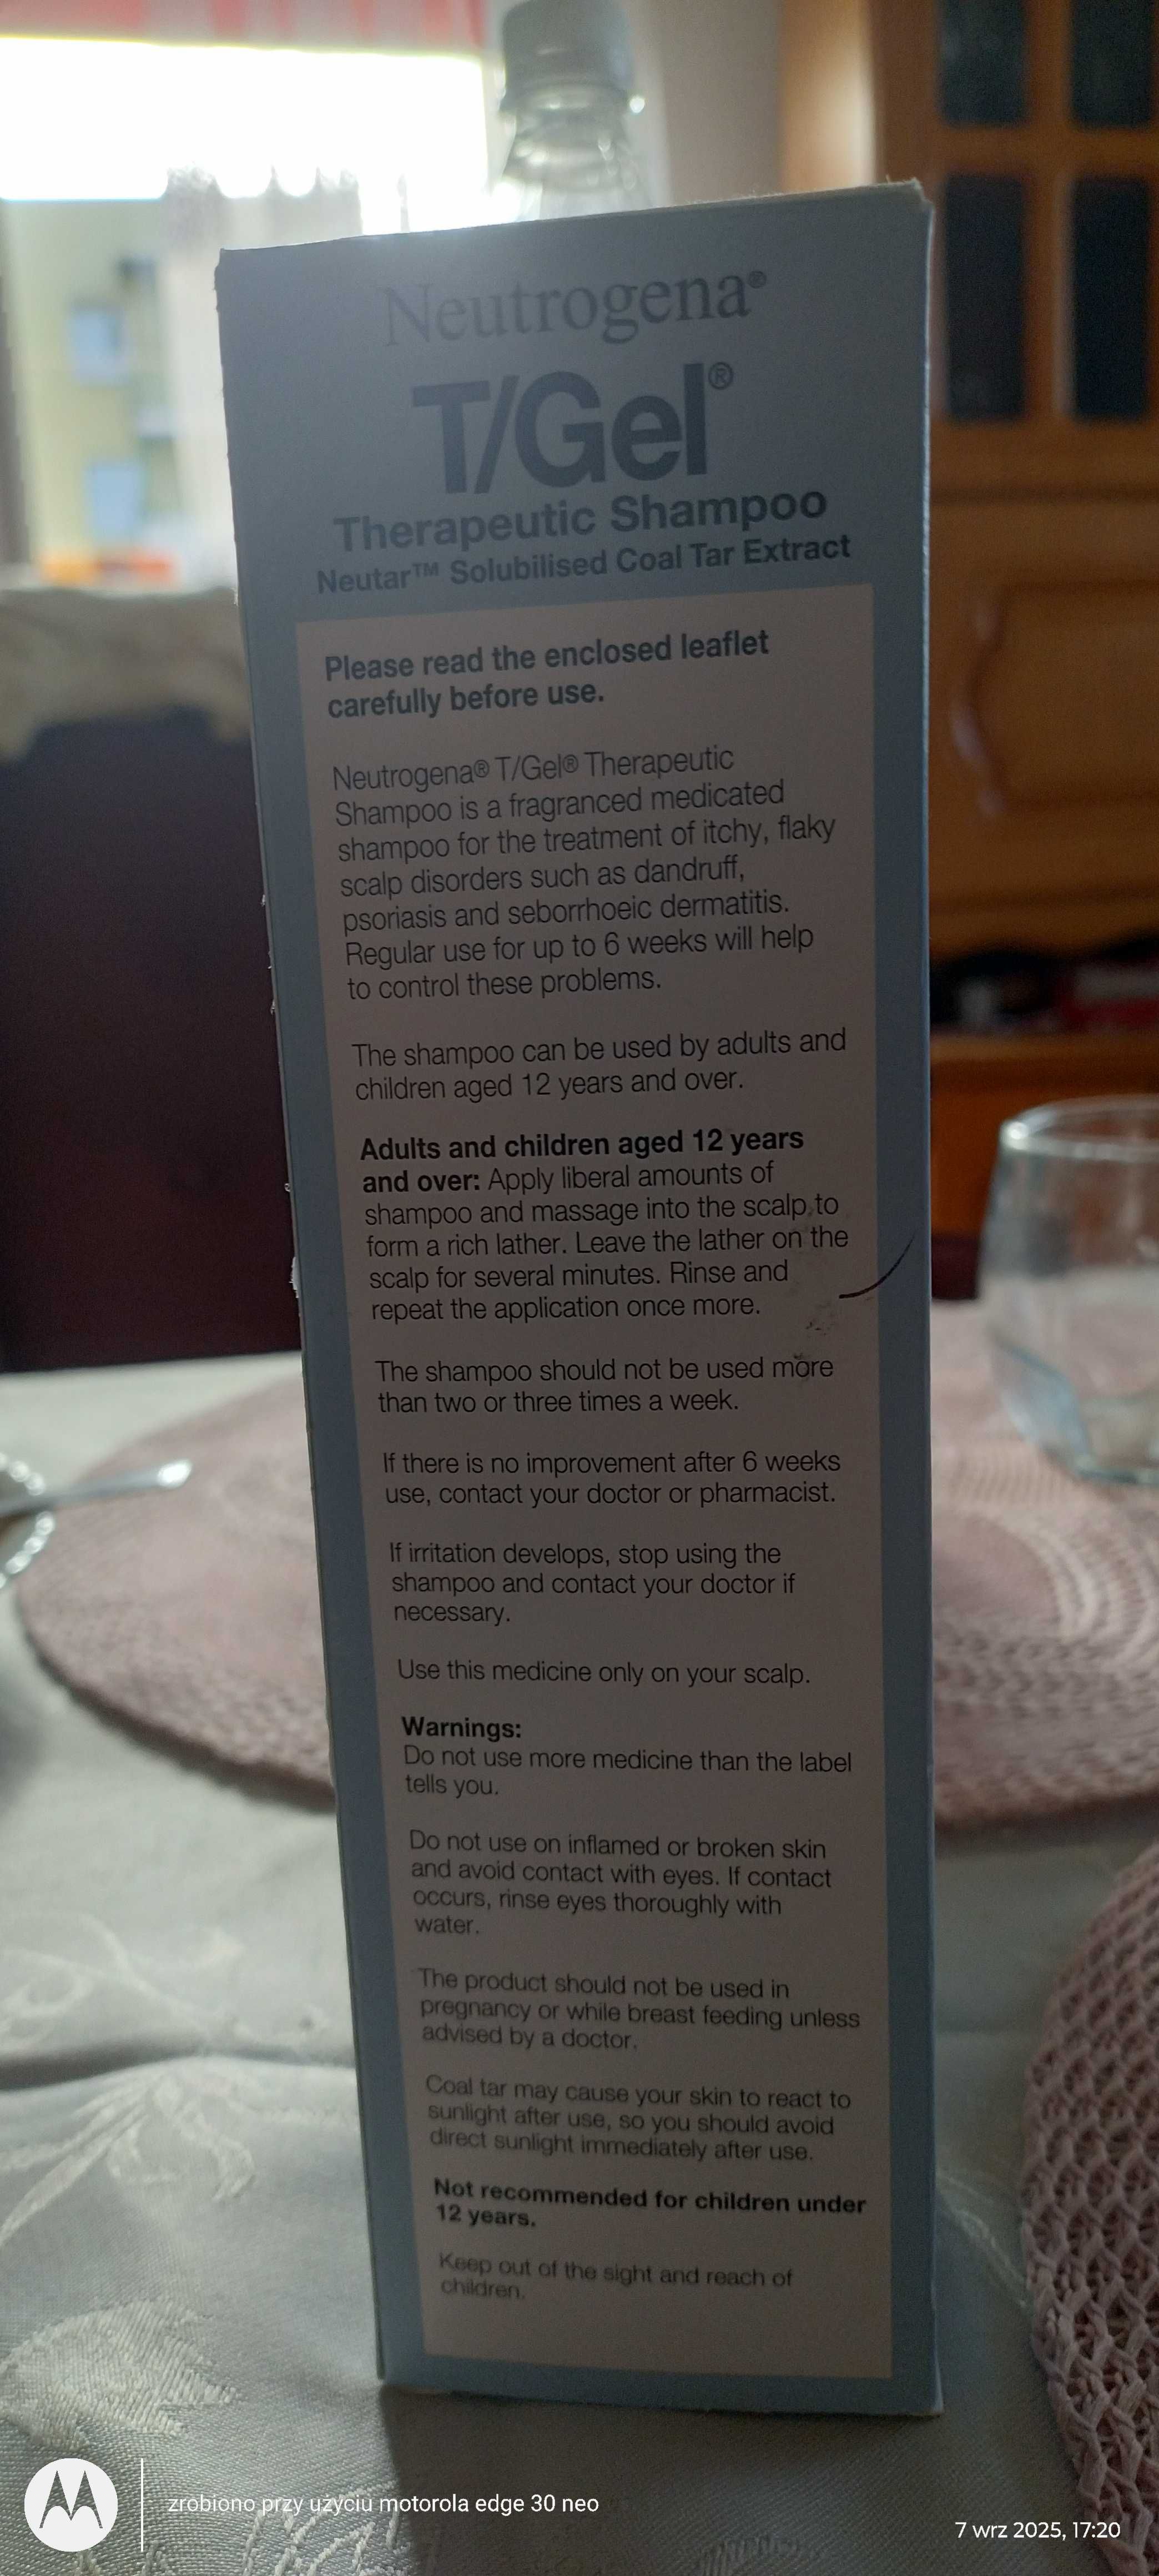 Neutrogena®
T/Gel®
Therapeutic Shampoo
Neutar™ Solubilised Coal Tar Extract
Please read the enclosed leaflet
carefully before use.
Neutrogena® T/Gel® Therapeutic
Shampoo is a fragranced medicated
shampoo for the treatment of itchy, flaky
scalp disorders such as dandruff,
psoriasis and seborrhoeic dermatitis.
Regular use for up to 6 weeks will help
to control these problems.
The shampoo can be used by adults and
children aged 12 years and over.
Adults and children aged 12 years
and over: Apply liberal amounts of
shampoo and massage into the scalp to
form a rich lather. Leave the lather on the
scalp for several minutes. Rinse and
repeat the application once more.
The shampoo should not be used more
than two or three times a week.
If there is no improvement after 6 weeks
use, contact your doctor or pharmacist.
If irritation develops, stop using the
shampoo and contact your doctor if
necessary.
Use this medicine only on your scalp.
Warnings:
Do not use more medicine than the label
tells you.
Do not use on inflamed or broken skin
and avoid contact with eyes. If contact
occurs, rinse eyes thoroughly with
water.
The product should not be used in
pregnancy or while breast feeding unless
advised by a doctor.
Coal tar may cause your skin to react to
sunlight after use, so you should avoid
direct sunlight immediately after use.
Not recommended for children under
12 years.
Keep out of the sight and reach of
children.
zrobiono przy użyciu motorola edge 30 neo
7 wrz 2025, 17:20